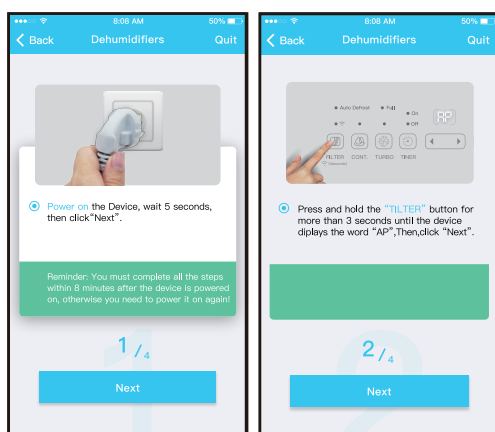 8:08 AM
50%
Back
Dehumidifiers
Quit
Power on the Device, wait 5 seconds,
then click“Next”.
Reminder: You must complete all the steps
within 8 minutes after the device is powered
on, otherwise you need to power it on again!
1/4
Next
8:08 AM
50%
Back
Dehumidifiers
Quit
Auto Defrost
Full
On
Off
AP
FILTER
CONT.
TURBO
TIMER
Press and hold the “TILTER” button for
more than 3 seconds until the device
diplays the word “AP”,Then,click “Next”.
2/4
Next